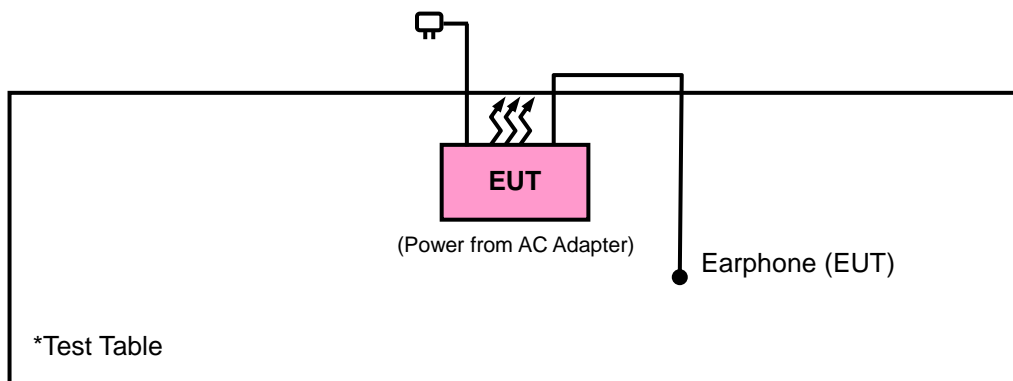 EUT
(Power from AC Adapter)
Earphone (EUT)
*Test Table